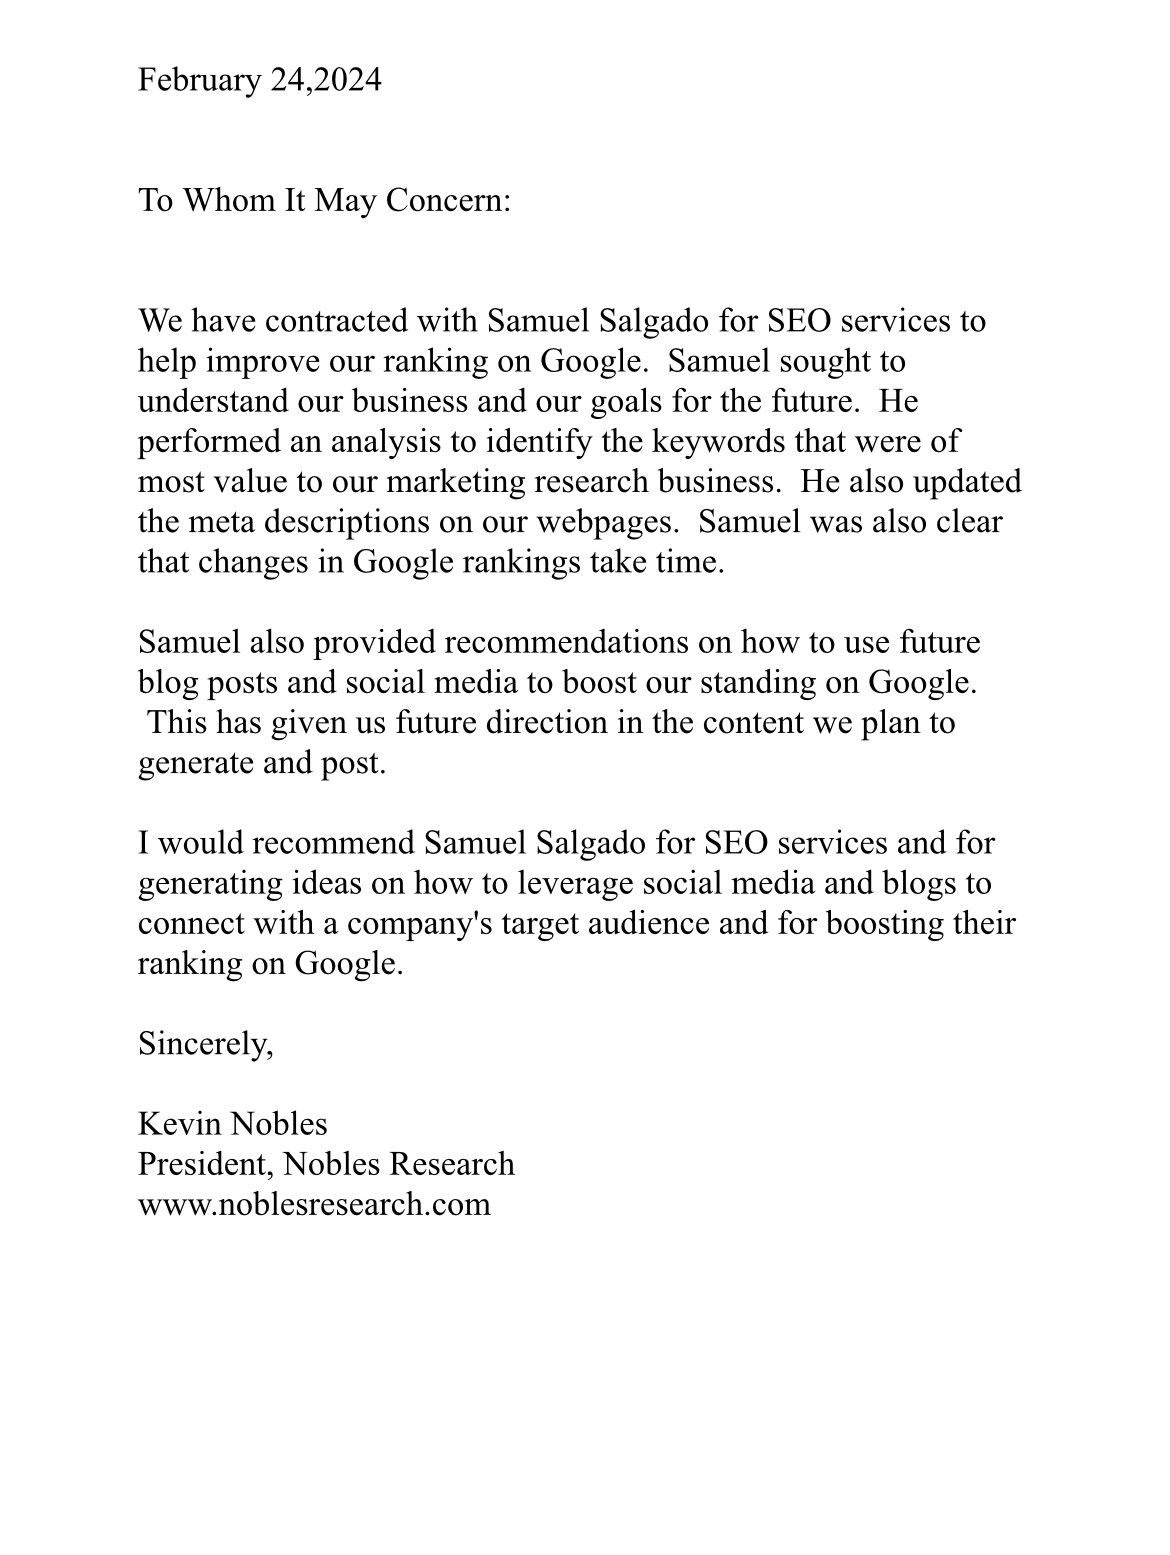 February 24,2024
To Whom It May Concern:
We have contracted with Samuel Salgado for SEO services to
help improve our ranking on Google.  Samuel sought to
understand our business and our goals for the future.  He
performed an analysis to identify the keywords that were of
most value to our marketing research business.  He also updated
the meta descriptions on our webpages.  Samuel was also clear
that changes in Google rankings take time.
Samuel also provided recommendations on how to use future
blog posts and social media to boost our standing on Google.
 This has given us future direction in the content we plan to
generate and post.
I would recommend Samuel Salgado for SEO services and for
generating ideas on how to leverage social media and blogs to
connect with a company's target audience and for boosting their
ranking on Google.
Sincerely,
Kevin Nobles
President, Nobles Research
www.noblesresearch.com